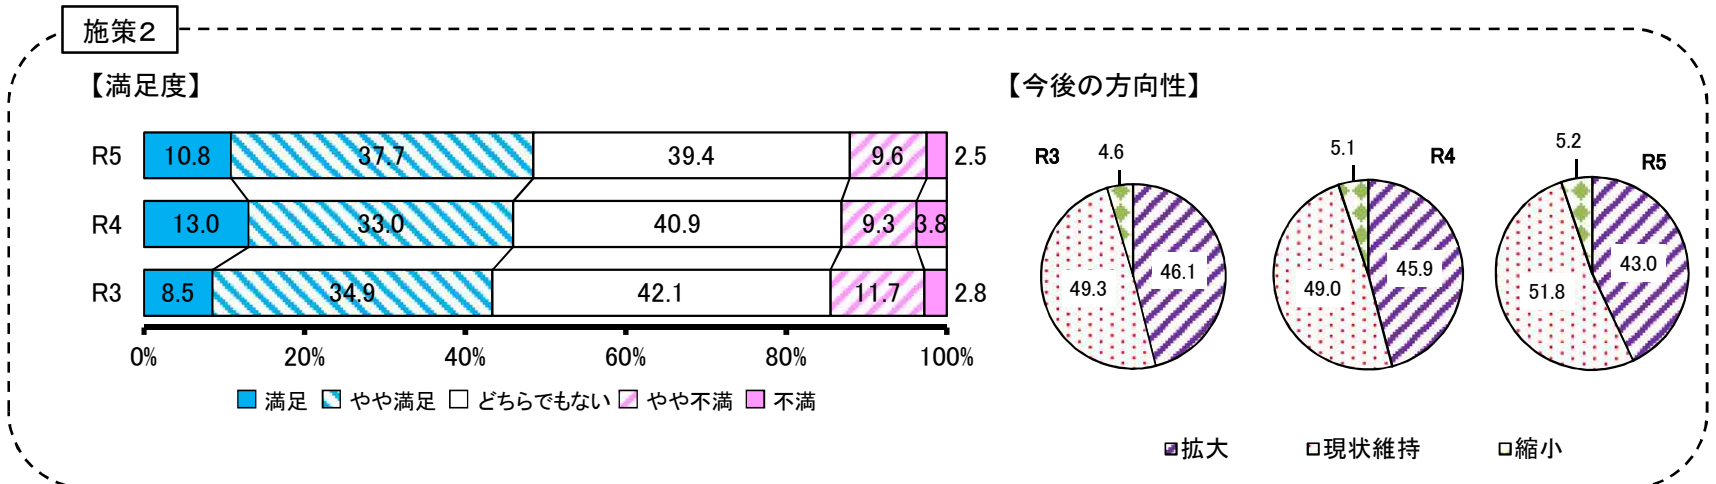 施策2
【満足度】
R5 10.8 37.7 39.4 9.6 2.5
R4 13.0 33.0 40.9 9.3 3.8
R3 8.5 34.9 42.1 11.7 2.8
0% 20% 40% 60% 80% 100%
満足 やや満足 どちらでもない やや不満 不満
【今後の方向性】
R3 4.6 46.1 49.3
R4 5.1 45.9 49.0
R5 5.2 43.0 51.8
拡大 現状維持 縮小